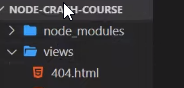 NODE-CRASH-COURSE
node_modules
views
404.html